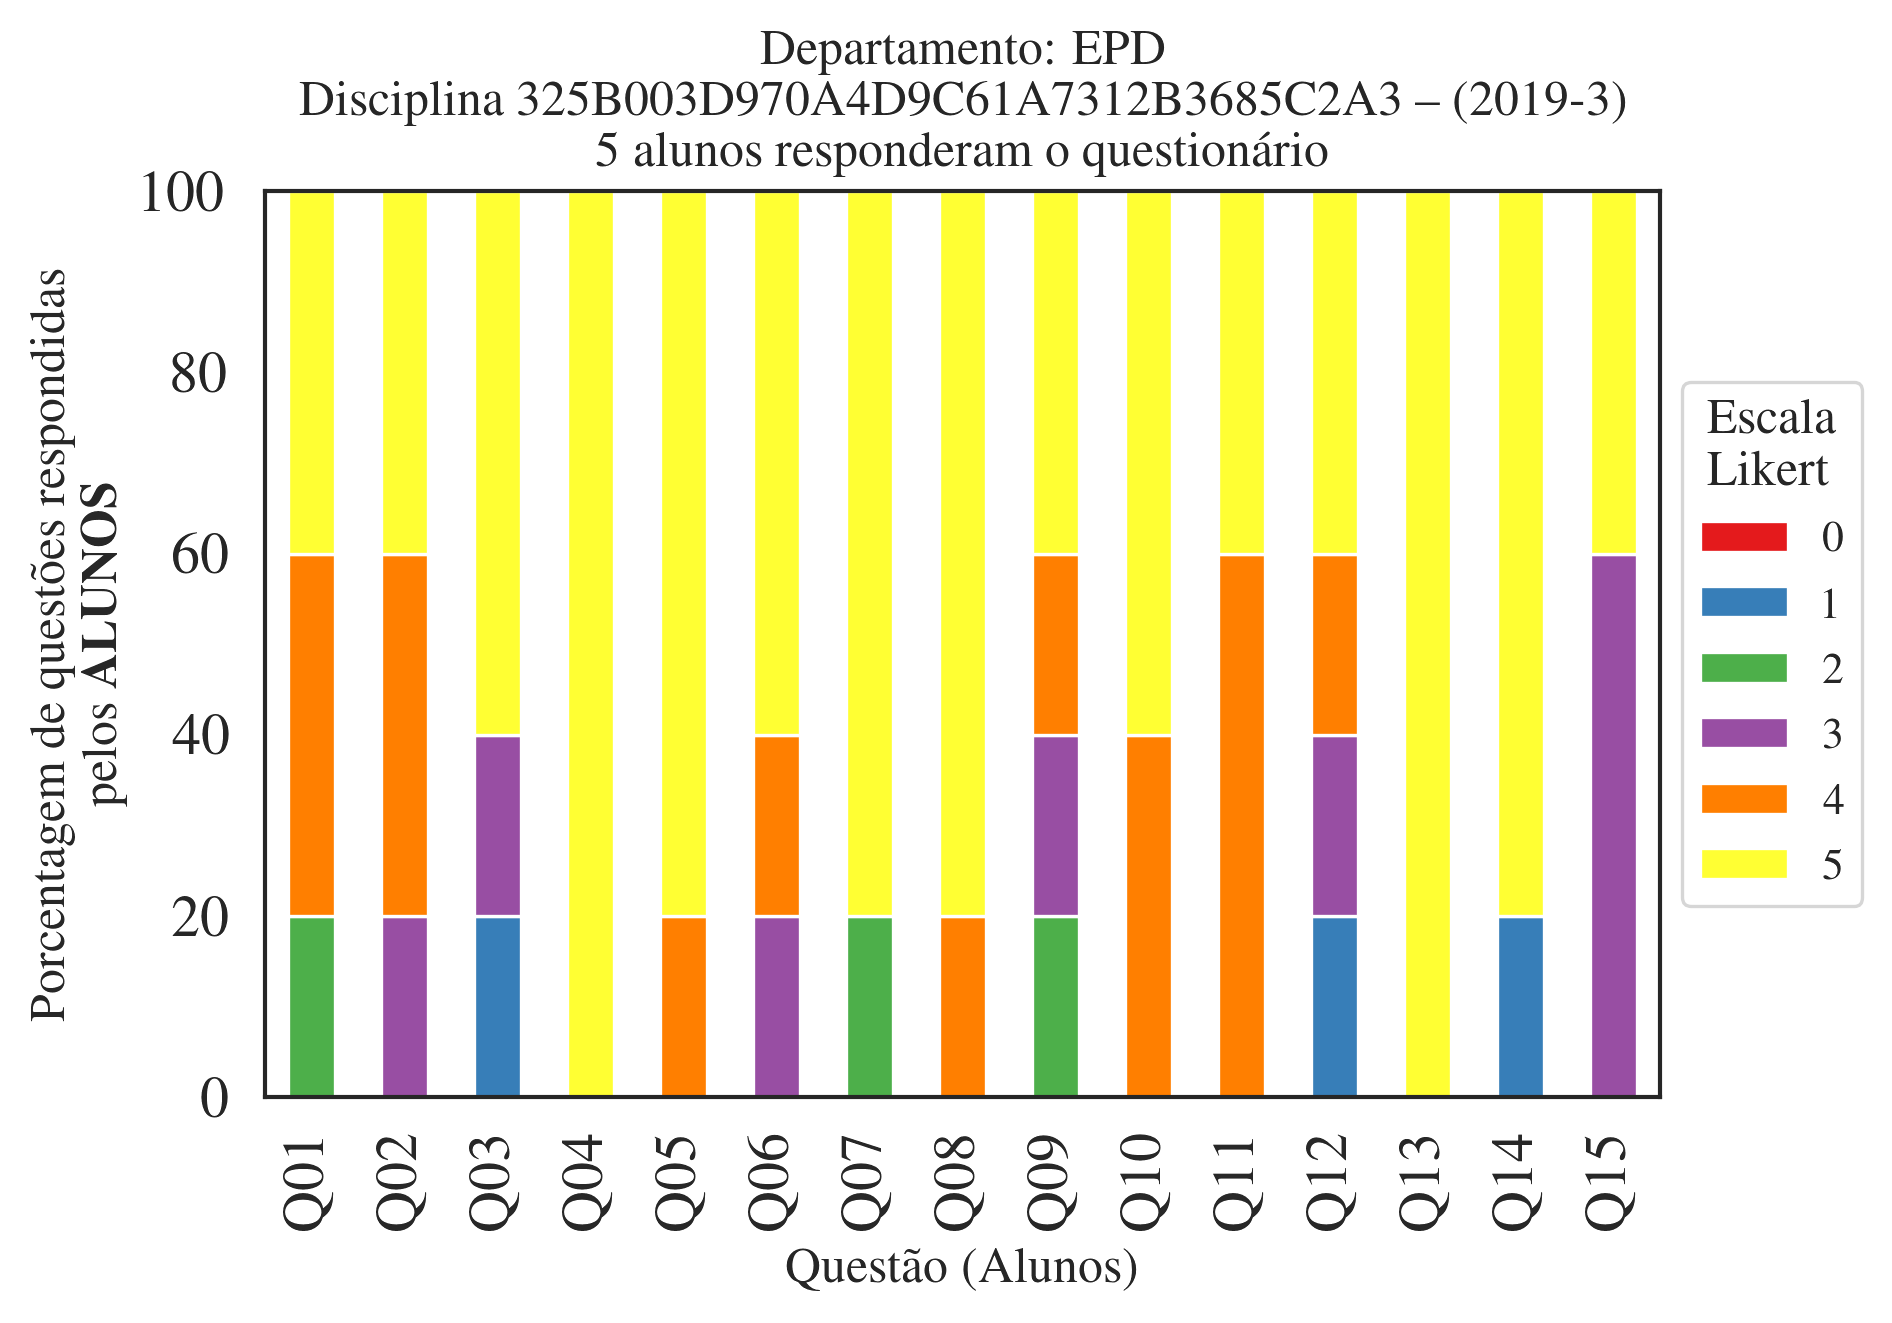 Departamento: EPD
Disciplina 325B003D970A4D9C61A7312B3685C2A3 – (2019-3)
5 alunos responderam o questionário
Porcentagem de questões respondidas
pelos ALUNOS
100
80
60
40
20
0
Q01
Q02
Q03
Q04
Q05
Q06
Q07
Q08
Q09
Q10
Q11
Q12
Q13
Q14
Q15
Questão (Alunos)
Escala
Likert
0
1
2
3
4
5